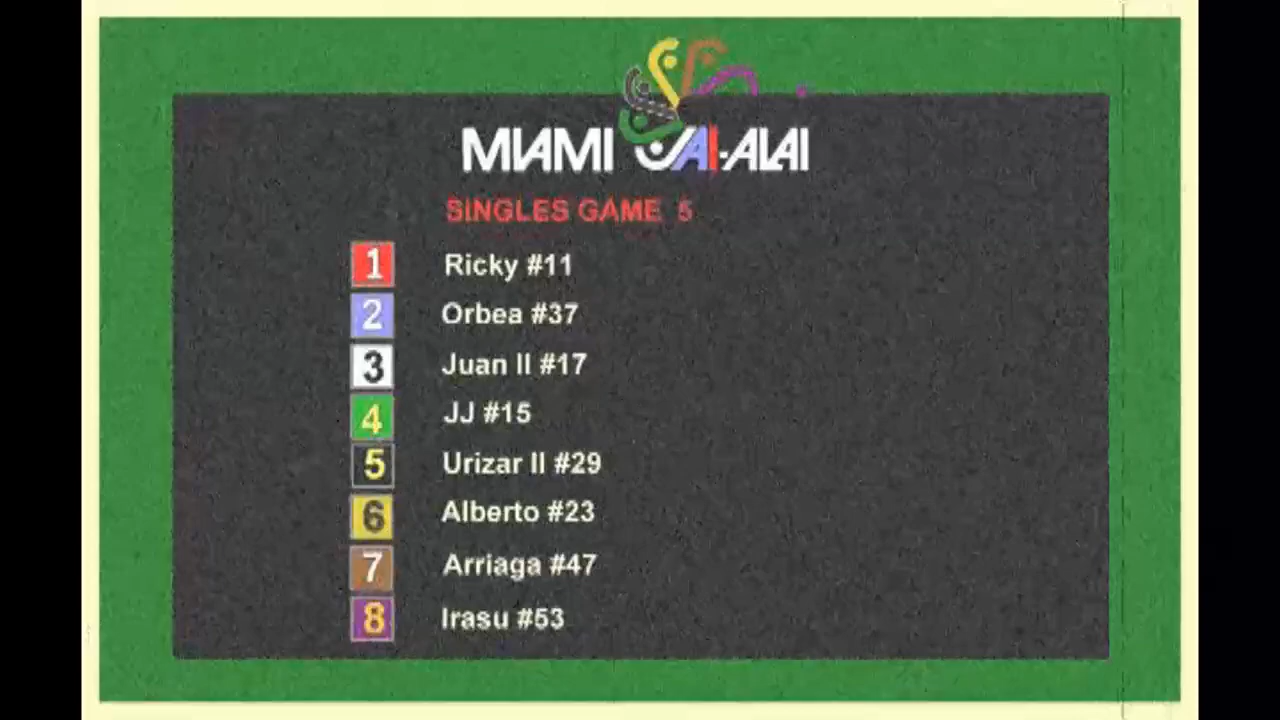 MIAMI JAI-ALAI
SINGLES GAME 5
1 Ricky #11
2 Orbea #37
3 Juan II #17
4 JJ #15
5 Urizar II #29
6 Alberto #23
7 Arriaga #47
8 Irasu #53